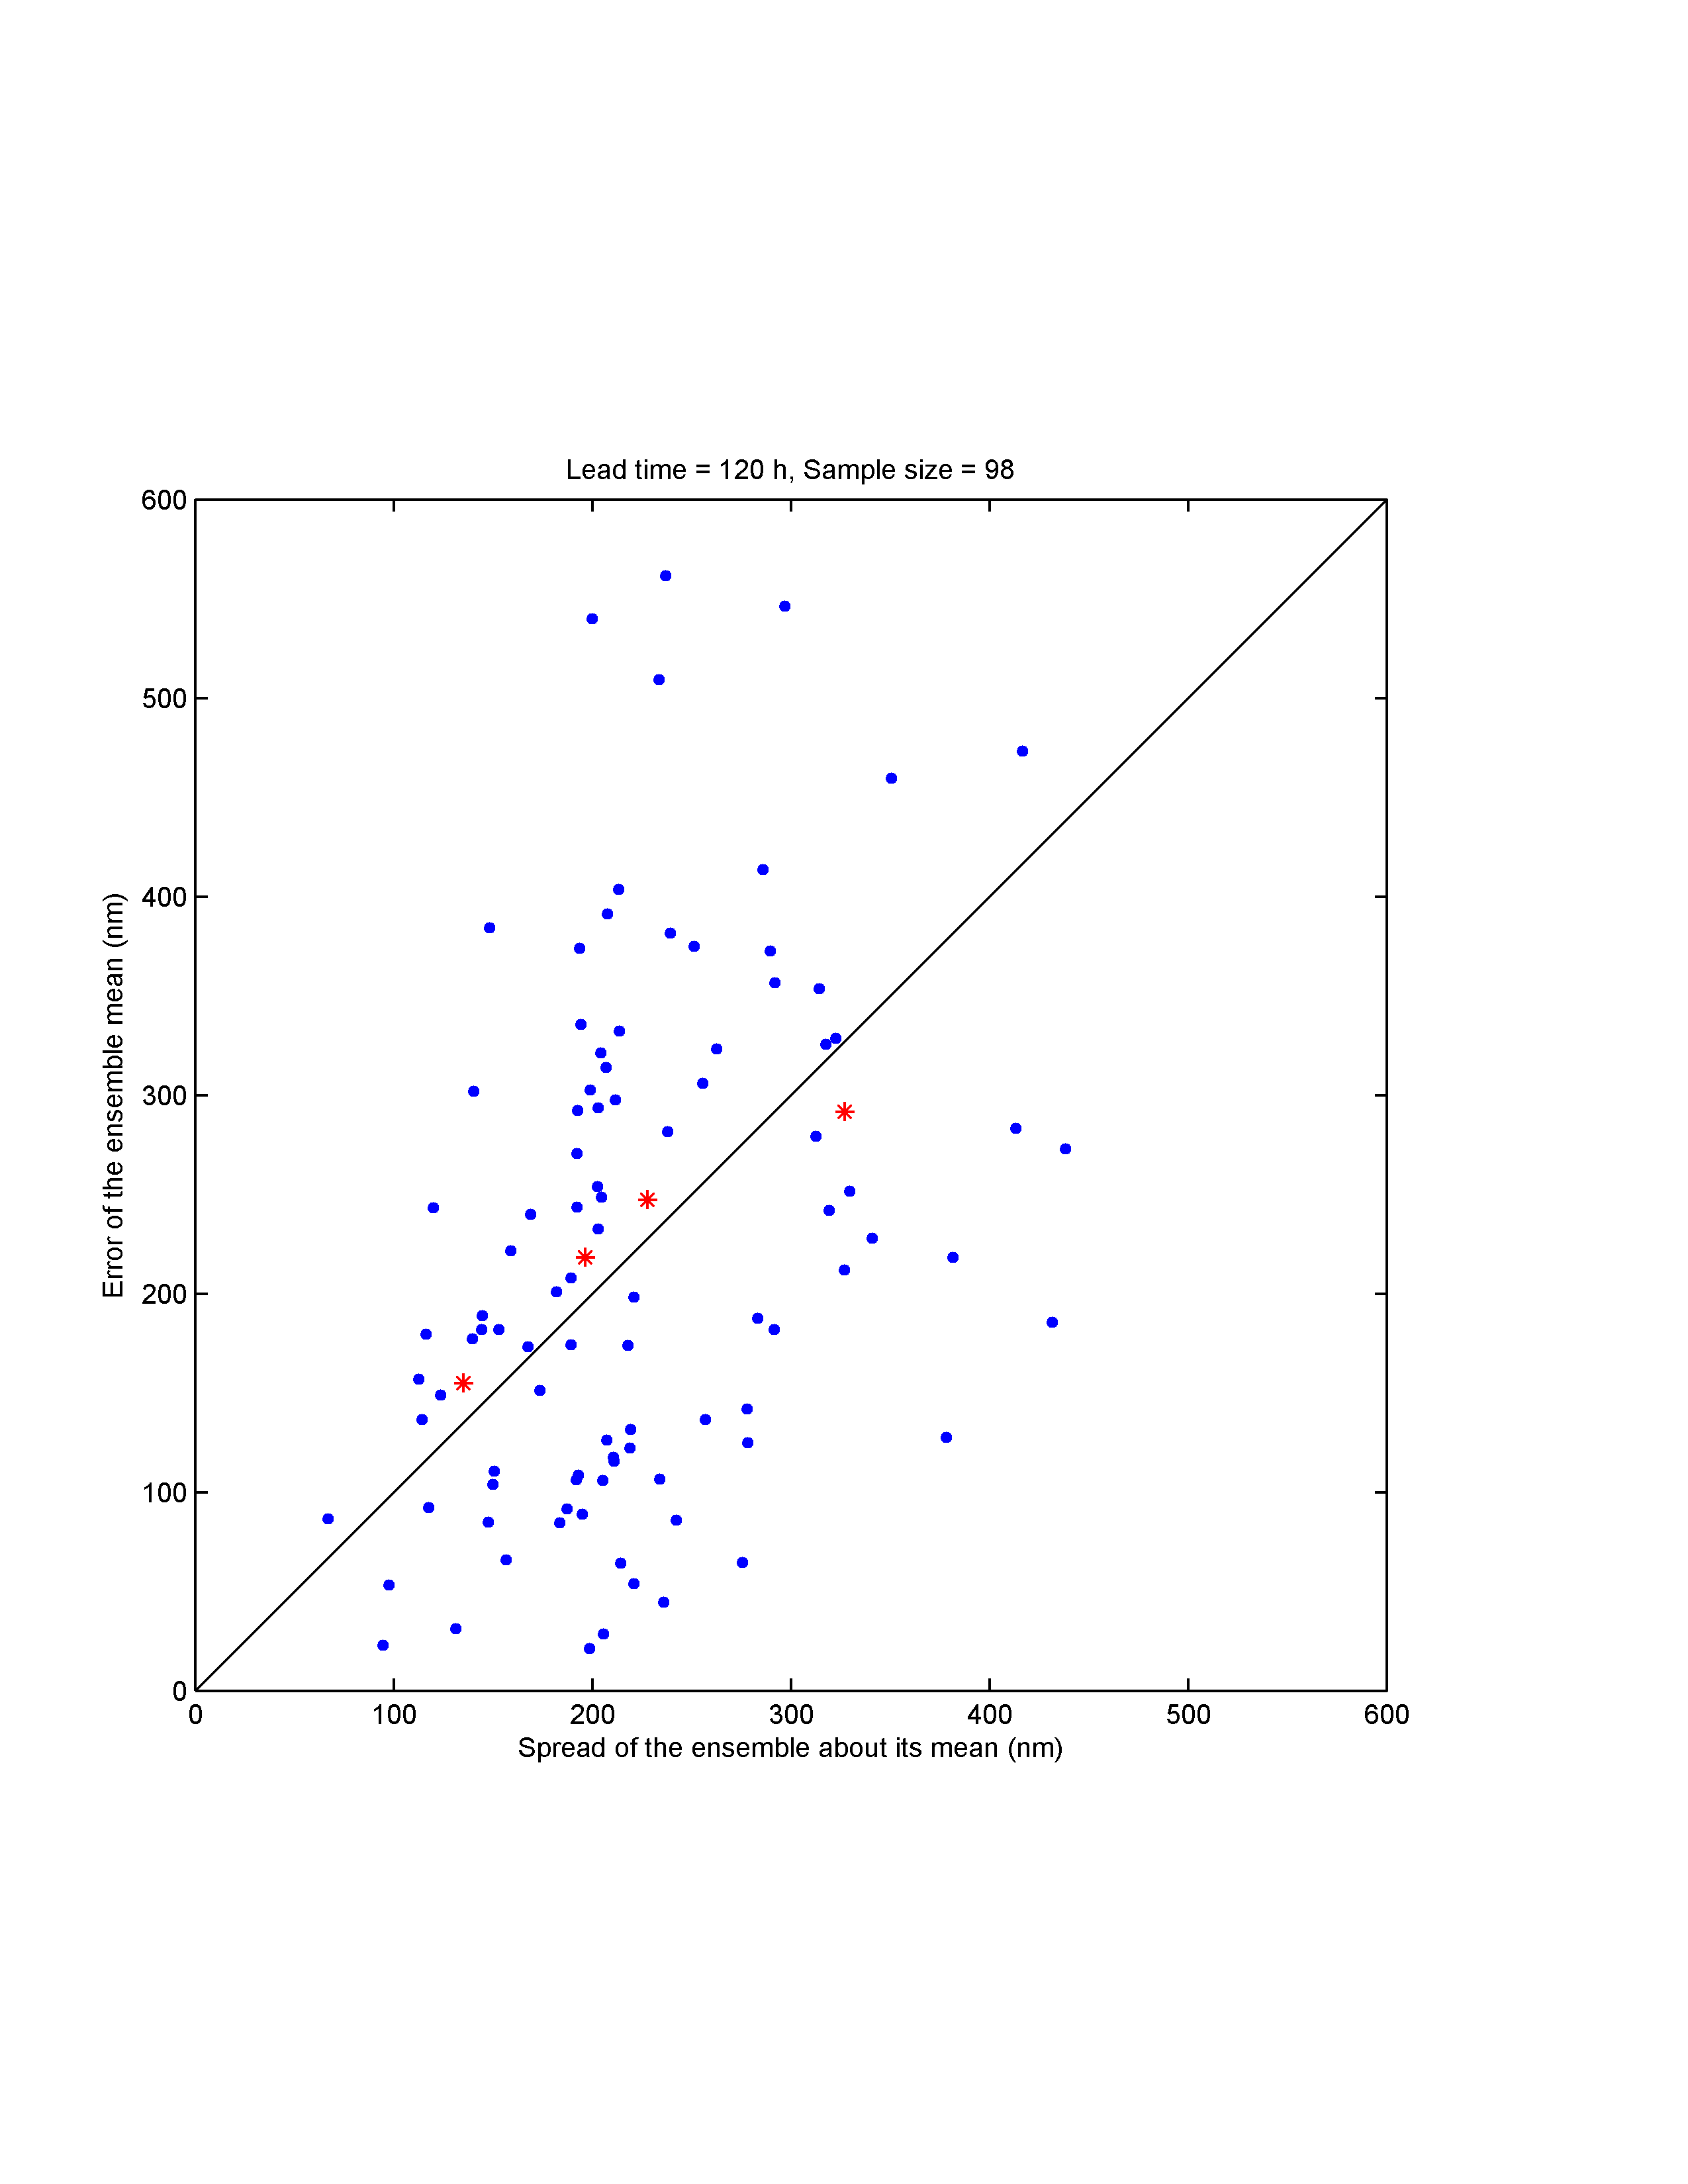 Lead time = 120 h, Sample size = 98
600
500
400
300
200
100
0
Error of the ensemble mean (nm)
0 100 200 300 400 500 600
Spread of the ensemble about its mean (nm)